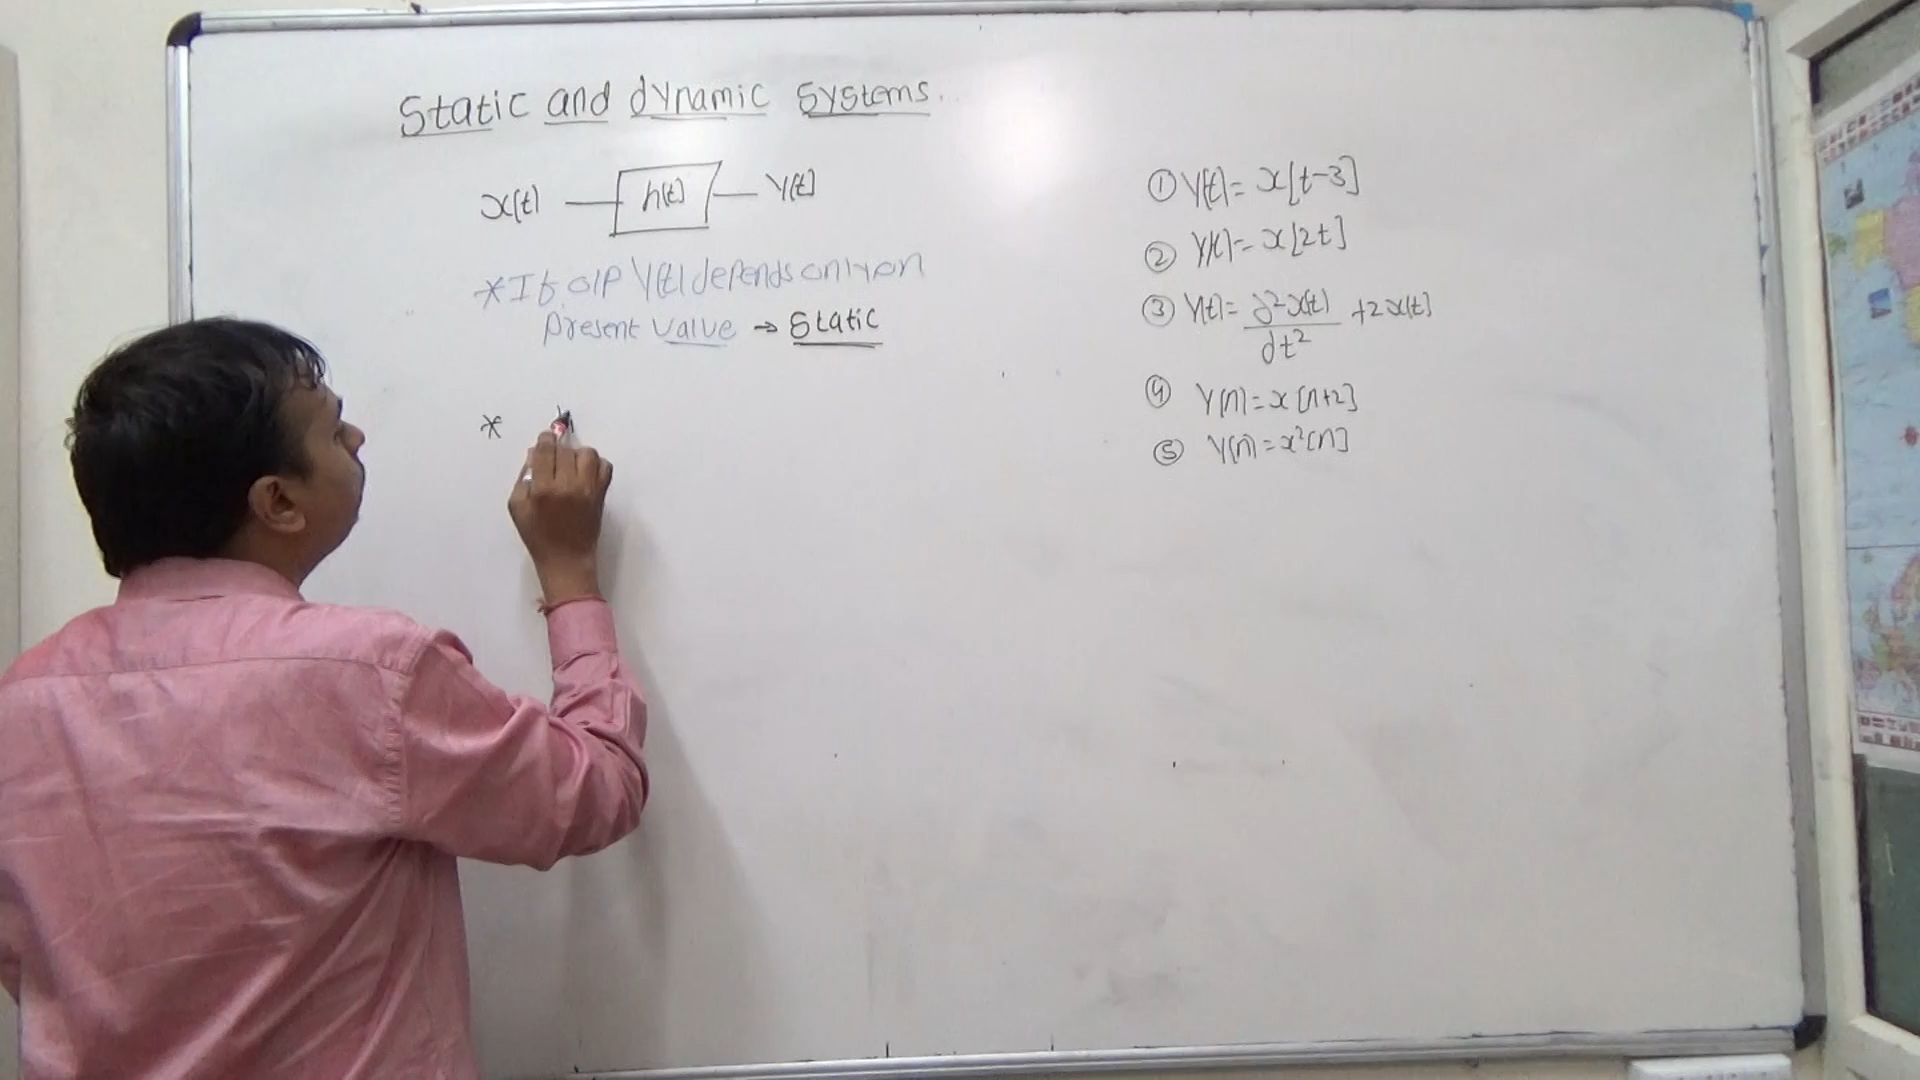 Static and dynamic systems.
x(t) h(t) y(t)
* If o/p y(t) depends only on
present value → static
*
① y(t) = x[t-3]
② y(t) = x[2t]
③ y(t) = d²x(t)/dt² + 2x(t)
④ y[n] = x[n+2]
⑤ y[n] = x²[n]